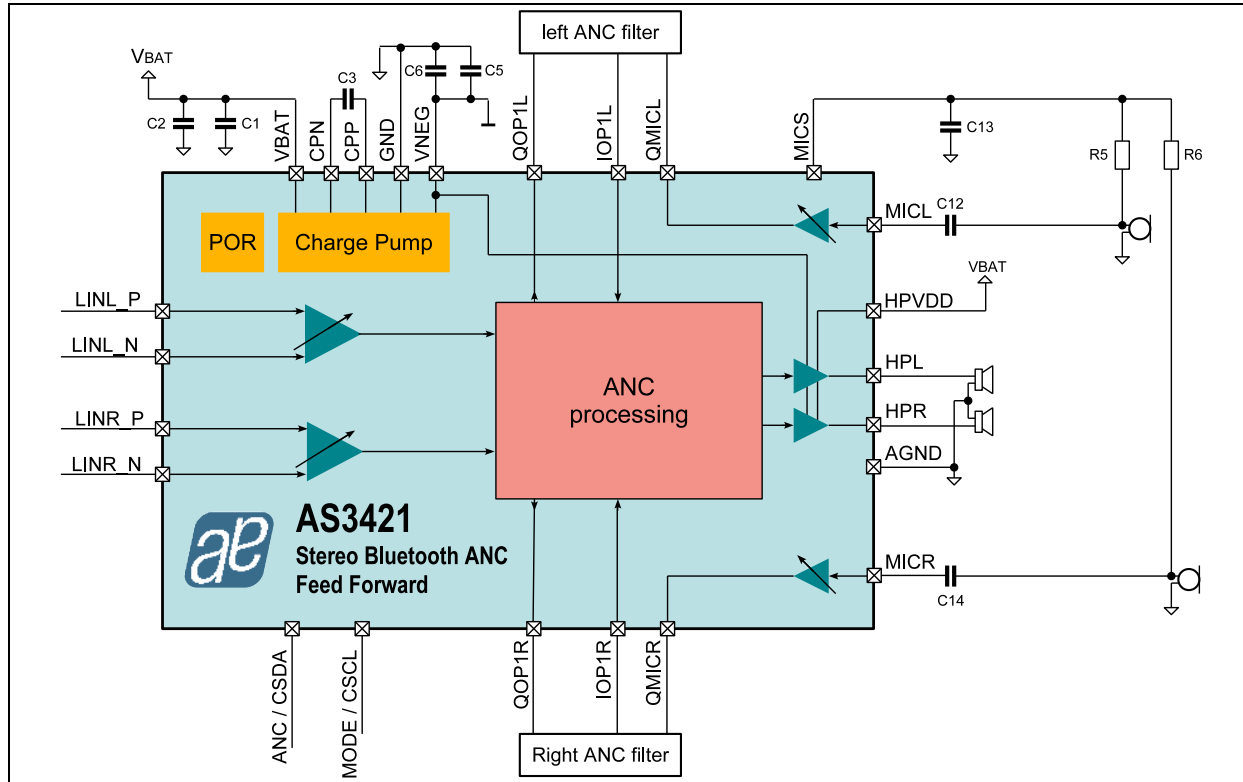 left ANC filter
VBAT
C2
C1
C3
C6
C5
VBAT
CPN
CPP
GND
VNEG
QOP1L
IOP1L
QMICL
MICS
C13
R5
R6
POR
Charge Pump
MICL
C12
VBAT
HPVDD
LINL_P
LINL_N
LINR_P
LINR_N
ANC
processing
HPL
HPR
AGND
ae
AS3421
Stereo Bluetooth ANC
Feed Forward
MICR
C14
ANC / CSDA
MODE / CSCL
QOP1R
IOP1R
QMICR
Right ANC filter